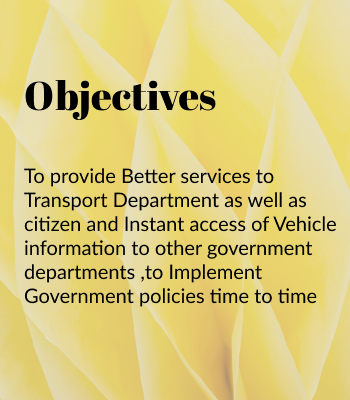 Objectives
To provide Better services to
Transport Department as well as
citizen and Instant access of Vehicle
information to other government
departments ,to Implement
Government policies time to time